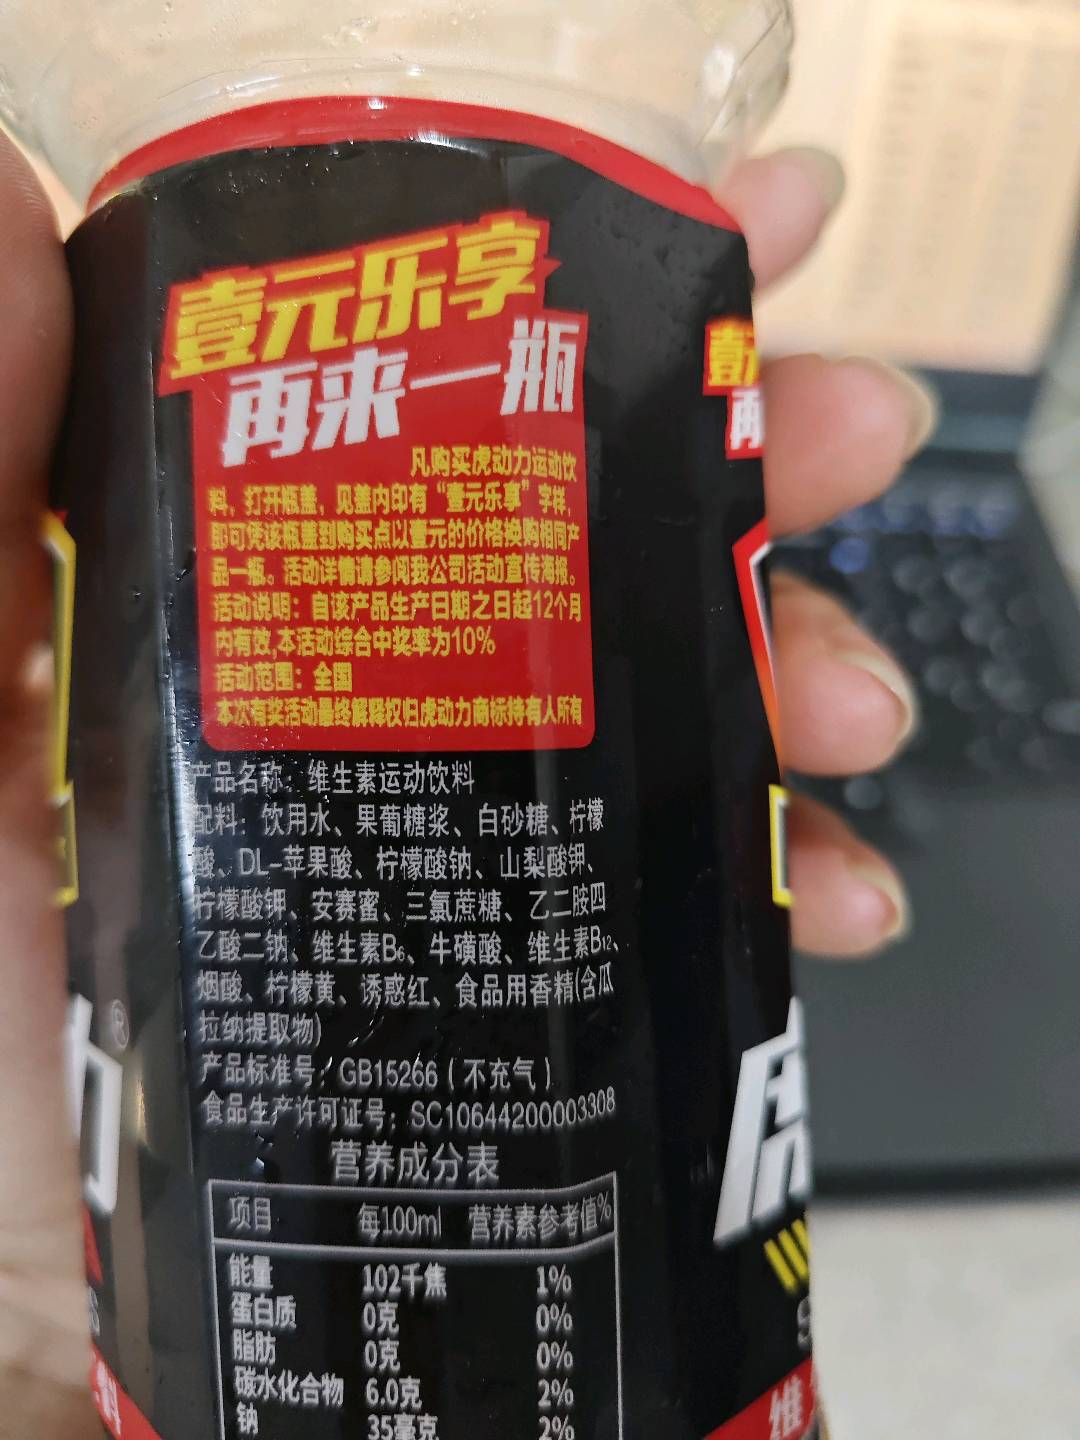 壹元乐享
再来一瓶
凡购买虎动力运动饮
料，打开瓶盖，见盖内印有“壹元乐享”字样，
即可凭该瓶盖到购买点以壹元的价格换购相同产
品一瓶。活动详情请参阅我公司活动宣传海报。
活动说明：自该产品生产日期之日起12个月
内有效,本活动综合中奖率为10%
活动范围：全国
本次有奖活动最终解释权归虎动力商标持有人所有
产品名称：维生素运动饮料
配料：饮用水、果葡糖浆、白砂糖、柠檬
酸、DL-苹果酸、柠檬酸钠、山梨酸钾、
柠檬酸钾、安赛蜜、三氯蔗糖、乙二胺四
乙酸二钠、维生素B₆、牛磺酸、维生素B₁₂、
烟酸、柠檬黄、诱惑红、食品用香精(含瓜
拉纳提取物)
产品标准号：GB15266（不充气）
食品生产许可证号：SC10644200003308
营养成分表
项目 每100ml 营养素参考值%
能量 102千焦 1%
蛋白质 0克 0%
脂肪 0克 0%
碳水化合物 6.0克 2%
钠 35毫克 2%
壹
再
力®
料
维